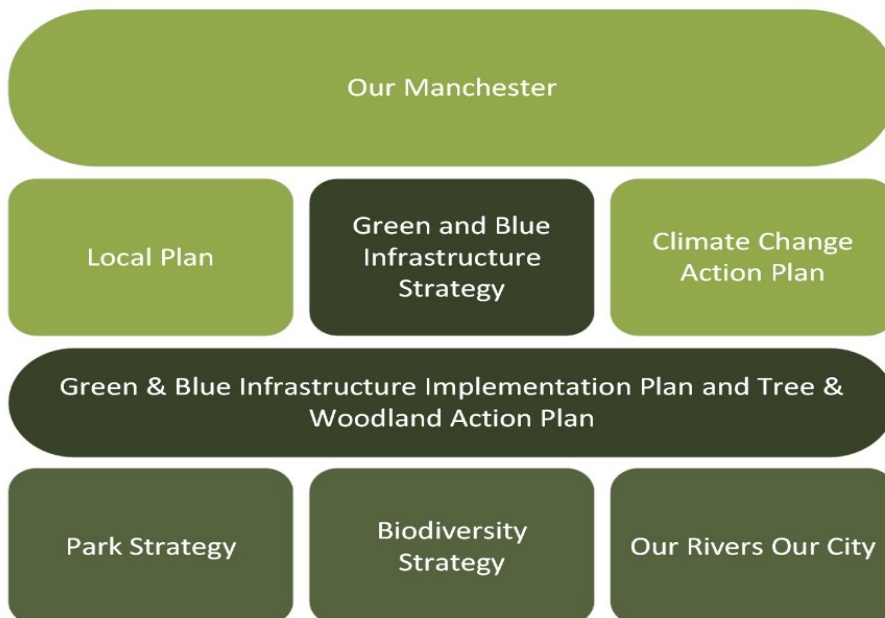 Our Manchester
Local Plan
Green and Blue
Infrastructure
Strategy
Climate Change
Action Plan
Green & Blue Infrastructure Implementation Plan and Tree &
Woodland Action Plan
Park Strategy
Biodiversity
Strategy
Our Rivers Our City